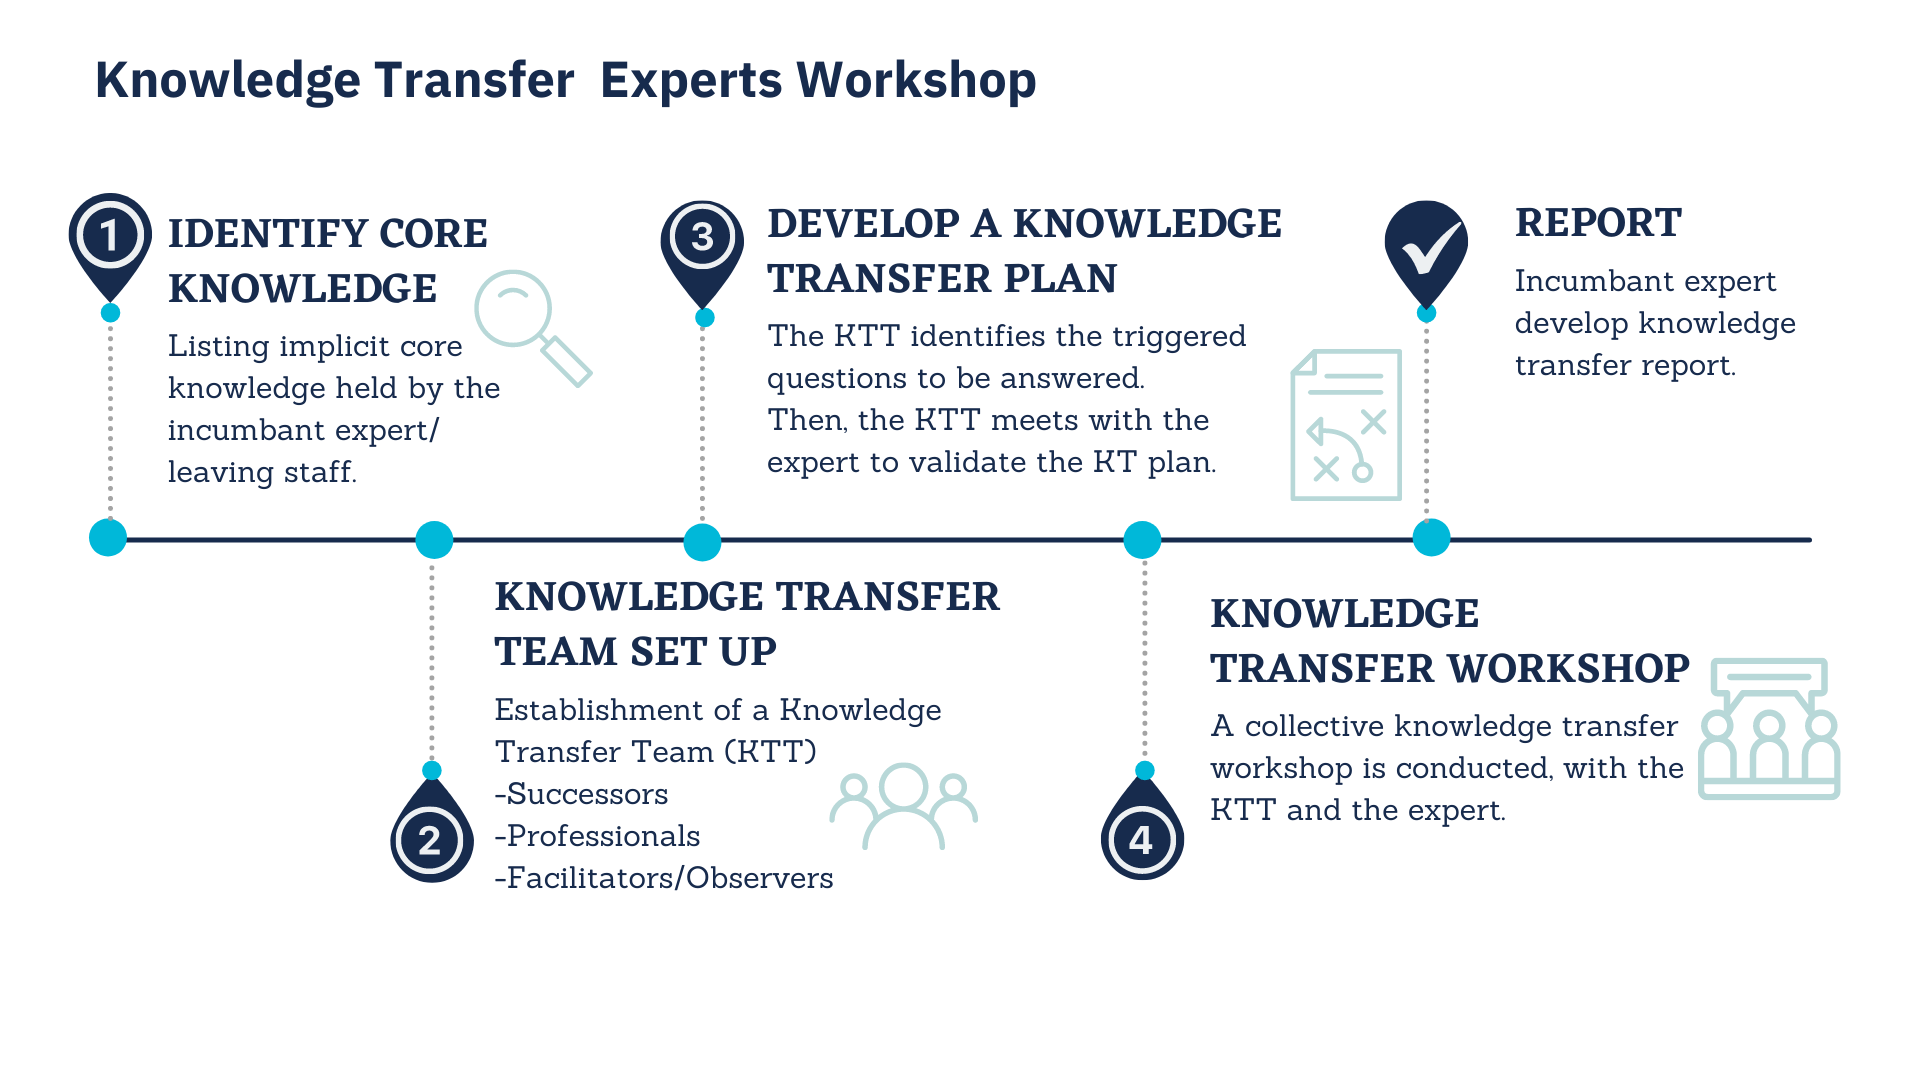 Knowledge Transfer  Experts Workshop
1
IDENTIFY CORE
KNOWLEDGE
Listing implicit core
knowledge held by the
incumbant expert/
leaving staff.
2
KNOWLEDGE TRANSFER
TEAM SET UP
Establishment of a Knowledge
Transfer Team (KTT)
-Successors
-Professionals
-Facilitators/Observers
3
DEVELOP A KNOWLEDGE
TRANSFER PLAN
The KTT identifies the triggered
questions to be answered.
Then, the KTT meets with the
expert to validate the KT plan.
4
KNOWLEDGE
TRANSFER WORKSHOP
A collective knowledge transfer
workshop is conducted, with the
KTT and the expert.
REPORT
Incumbant expert
develop knowledge
transfer report.